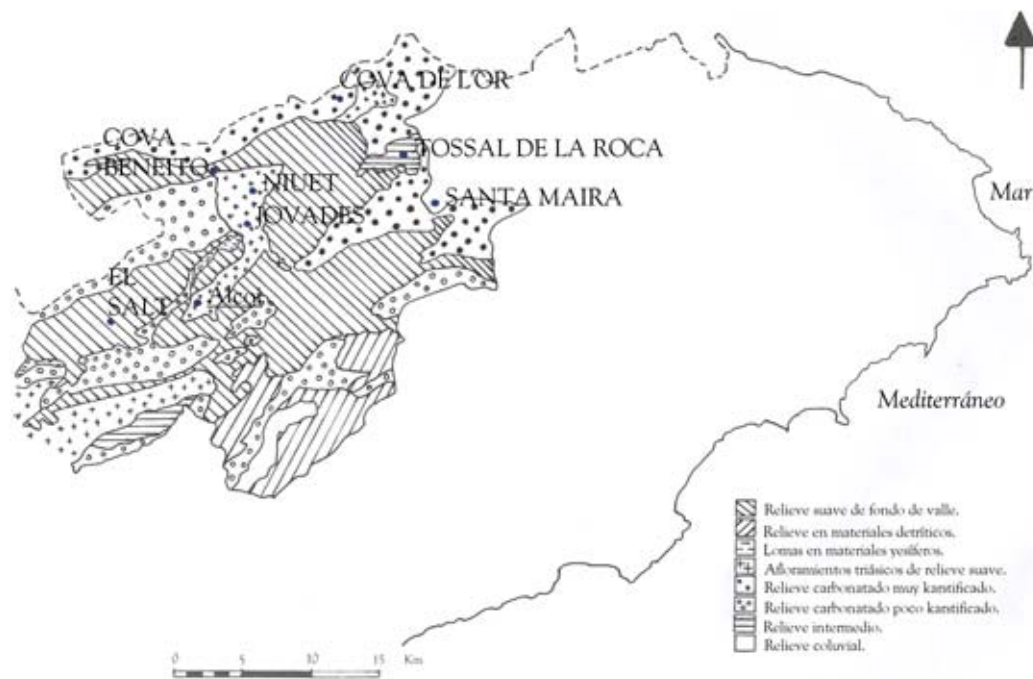 COVA DE L'OR
COVA
BENEITO
TOSSAL DE LA ROCA
NIUET
SANTA MAIRA
JOVADES
EL
SALT
Alcoi
Mar
Mediterráneo
Relieve suave de fondo de valle.
Relieve en materiales detríticos.
Lomas en materiales yesíferos.
Afloramientos triásicos de relieve suave.
Relieve carbonatado muy karstificado.
Relieve carbonatado poco karstificado.
Relieve intermedio.
Relieve coluvial.
0 5 10 15 Km